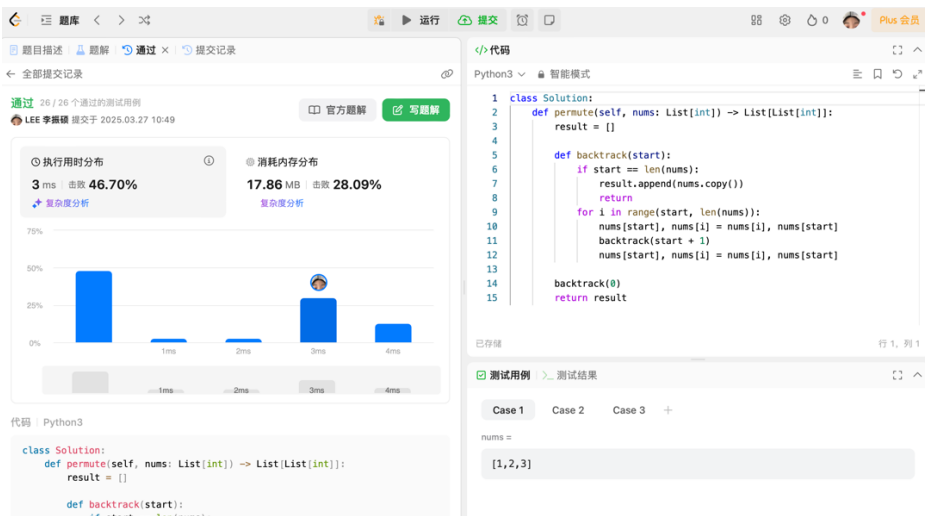 题库
运行
提交
0
Plus 会员
题目描述
题解
通过
提交记录
全部提交记录
通过 26 / 26 个通过的测试用例
LEE 李振硕 提交于 2025.03.27 10:49
官方题解
写题解
执行用时分布
3 ms 击败 46.70%
复杂度分析
消耗内存分布
17.86 MB 击败 28.09%
复杂度分析
75%
50%
25%
0%
1ms 2ms 3ms 4ms
1ms 2ms 3ms 4ms
代码 Python3
class Solution:
    def permute(self, nums: List[int]) -> List[List[int]]:
        result = []
        def backtrack(start):
</>代码
Python3 智能模式
1 class Solution:
2     def permute(self, nums: List[int]) -> List[List[int]]:
3         result = []
4
5         def backtrack(start):
6             if start == len(nums):
7                 result.append(nums.copy())
8                 return
9             for i in range(start, len(nums)):
10                 nums[start], nums[i] = nums[i], nums[start]
11                 backtrack(start + 1)
12                 nums[start], nums[i] = nums[i], nums[start]
13
14         backtrack(0)
15         return result
已存储
行 1, 列 1
测试用例
>_ 测试结果
Case 1 Case 2 Case 3 +
nums =
[1,2,3]